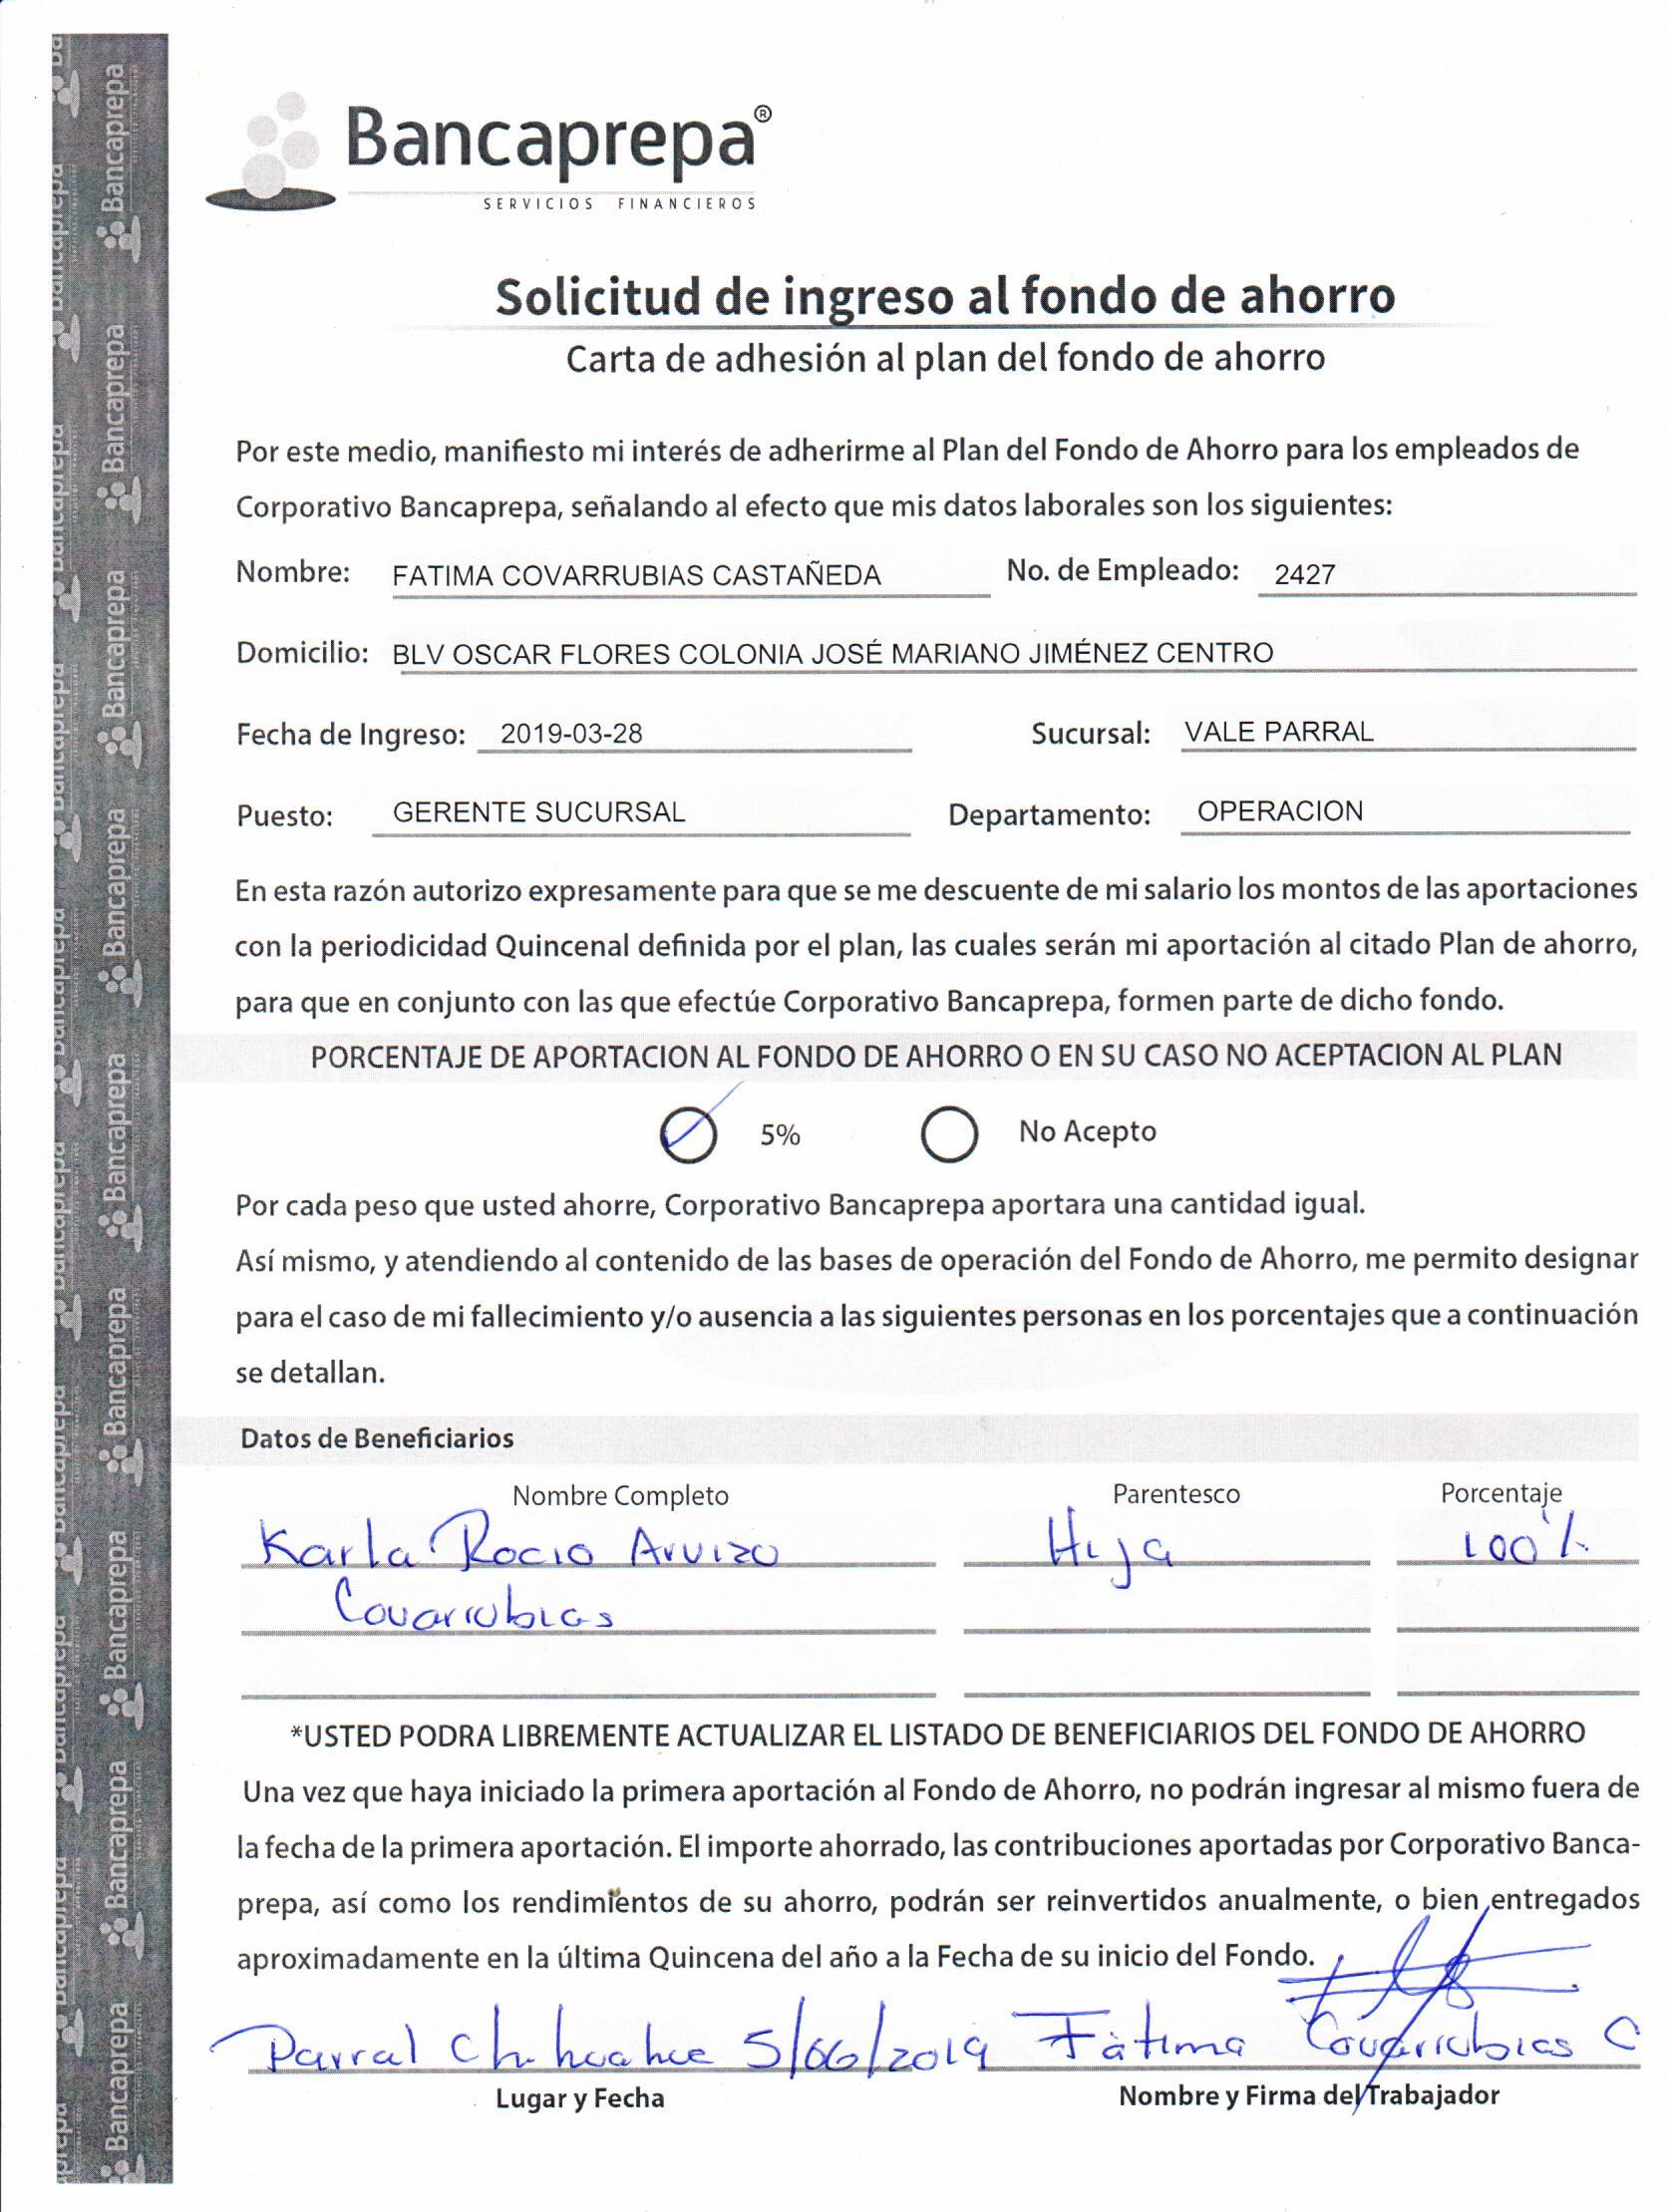 Bancaprepa®
SERVICIOS FINANCIEROS
Solicitud de ingreso al fondo de ahorro
Carta de adhesión al plan del fondo de ahorro
Por este medio, manifiesto mi interés de adherirme al Plan del Fondo de Ahorro para los empleados de
Corporativo Bancaprepa, señalando al efecto que mis datos laborales son los siguientes:
Nombre: FATIMA COVARRUBIAS CASTAÑEDA No. de Empleado: 2427
Domicilio: BLV OSCAR FLORES COLONIA JOSÉ MARIANO JIMÉNEZ CENTRO
Fecha de Ingreso: 2019-03-28 Sucursal: VALE PARRAL
Puesto: GERENTE SUCURSAL Departamento: OPERACION
En esta razón autorizo expresamente para que se me descuente de mi salario los montos de las aportaciones
con la periodicidad Quincenal definida por el plan, las cuales serán mi aportación al citado Plan de ahorro,
para que en conjunto con las que efectúe Corporativo Bancaprepa, formen parte de dicho fondo.
PORCENTAJE DE APORTACION AL FONDO DE AHORRO O EN SU CASO NO ACEPTACION AL PLAN
5% No Acepto
Por cada peso que usted ahorre, Corporativo Bancaprepa aportara una cantidad igual.
Así mismo, y atendiendo al contenido de las bases de operación del Fondo de Ahorro, me permito designar
para el caso de mi fallecimiento y/o ausencia a las siguientes personas en los porcentajes que a continuación
se detallan.
Datos de Beneficiarios
Nombre Completo Parentesco Porcentaje
Karla Rocio Arvizo Hija 100%
Covarrubias
*USTED PODRA LIBREMENTE ACTUALIZAR EL LISTADO DE BENEFICIARIOS DEL FONDO DE AHORRO
Una vez que haya iniciado la primera aportación al Fondo de Ahorro, no podrán ingresar al mismo fuera de
la fecha de la primera aportación. El importe ahorrado, las contribuciones aportadas por Corporativo Banca-
prepa, así como los rendimientos de su ahorro, podrán ser reinvertidos anualmente, o bien entregados
aproximadamente en la última Quincena del año a la Fecha de su inicio del Fondo.
Parral Chihuahua 5/06/2019 Fátima Covarrubias C
Lugar y Fecha Nombre y Firma del Trabajador